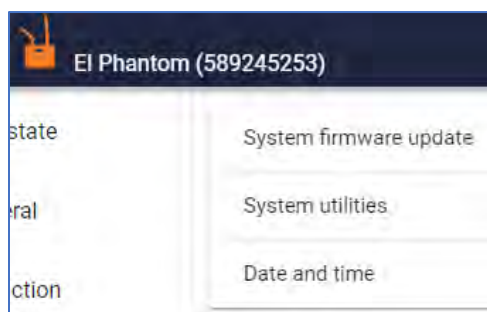 El Phantom (589245253)
state
System firmware update
eral
System utilities
ction
Date and time